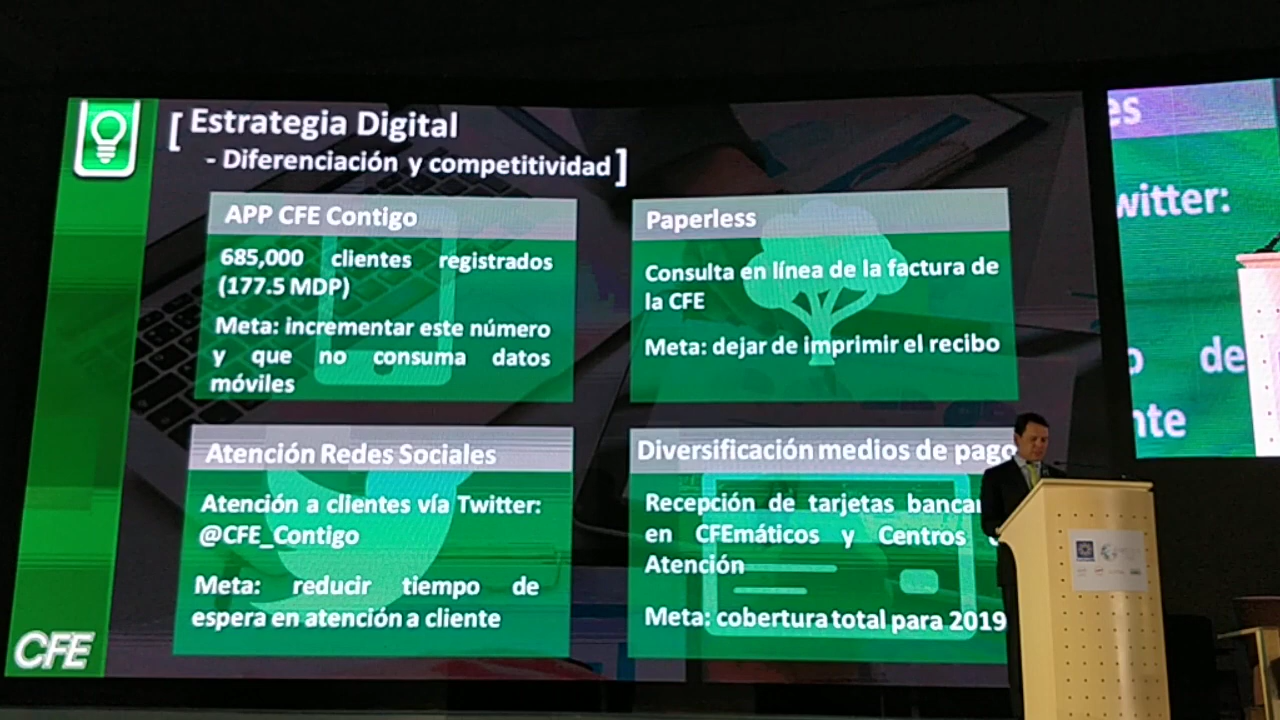 [Estrategia Digital
- Diferenciación y competitividad]
APP CFE Contigo
685,000 clientes registrados
(177.5 MDP)
Meta: incrementar este número
y que no consuma datos
móviles
Paperless
Consulta en línea de la factura de
la CFE
Meta: dejar de imprimir el recibo
Atención Redes Sociales
Atención a clientes vía Twitter:
@CFE_Contigo
Meta: reducir tiempo de
espera en atención a cliente
Diversificación medios de pago
Recepción de tarjetas bancar
en CFEmáticos y Centros
Atención
Meta: cobertura total para 2019
CFE
es
witter:
o de
nte